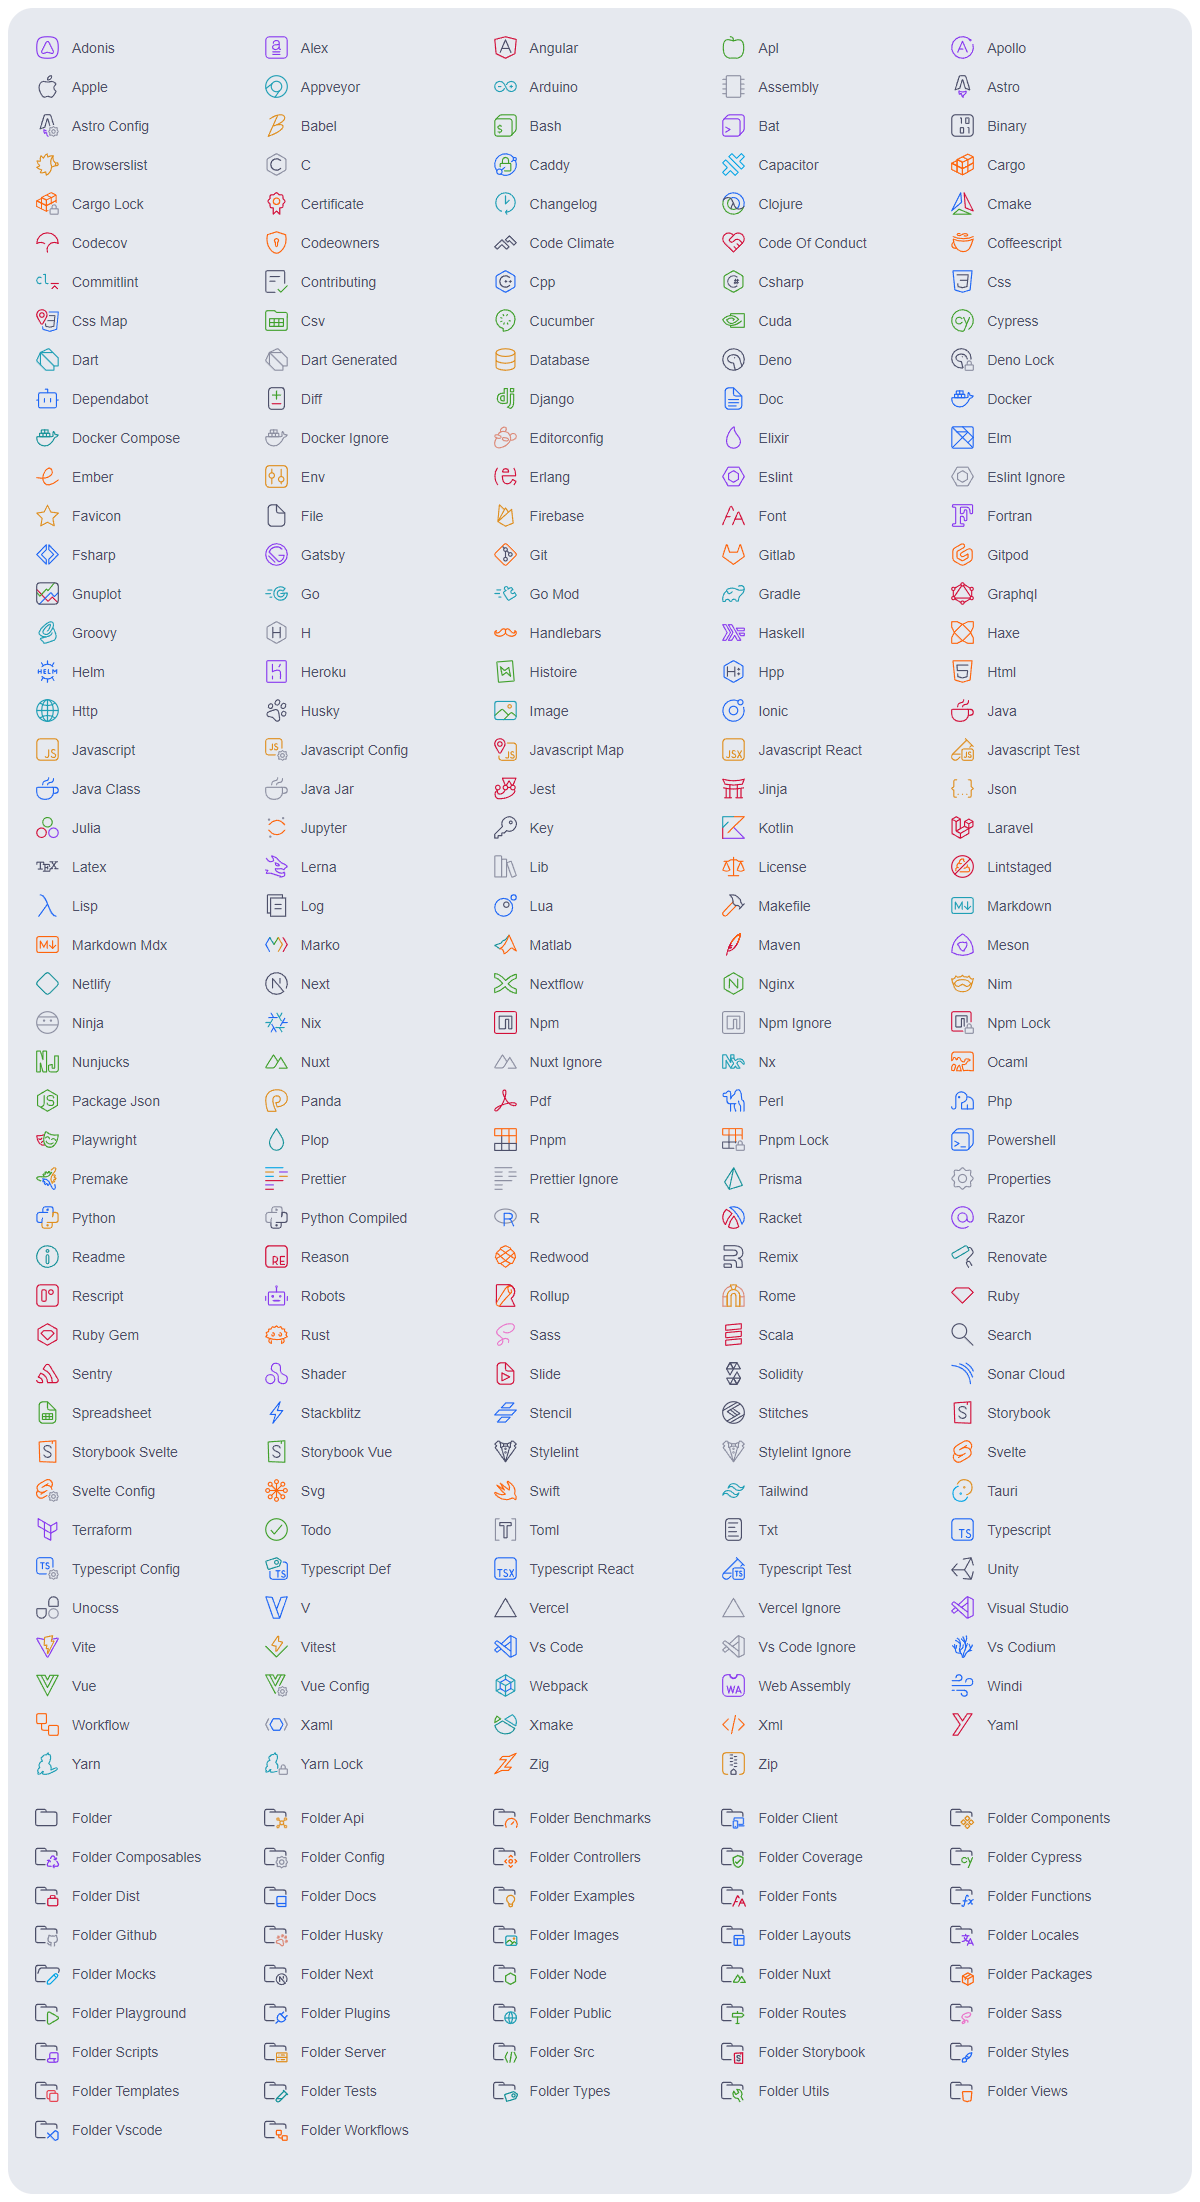 Adonis Alex Angular Apl Apollo
Apple Appveyor Arduino Assembly Astro
Astro Config Babel Bash Bat Binary
Browserslist C Caddy Capacitor Cargo
Cargo Lock Certificate Changelog Clojure Cmake
Codecov Codeowners Code Climate Code Of Conduct Coffeescript
Commitlint Contributing Cpp Csharp Css
Css Map Csv Cucumber Cuda Cypress
Dart Dart Generated Database Deno Deno Lock
Dependabot Diff Django Doc Docker
Docker Compose Docker Ignore Editorconfig Elixir Elm
Ember Env Erlang Eslint Eslint Ignore
Favicon File Firebase Font Fortran
Fsharp Gatsby Git Gitlab Gitpod
Gnuplot Go Go Mod Gradle Graphql
Groovy H Handlebars Haskell Haxe
Helm Heroku Histoire Hpp Html
Http Husky Image Ionic Java
Javascript Javascript Config Javascript Map Javascript React Javascript Test
Java Class Java Jar Jest Jinja Json
Julia Jupyter Key Kotlin Laravel
Latex Lerna Lib License Lintstaged
Lisp Log Lua Makefile Markdown
Markdown Mdx Marko Matlab Maven Meson
Netlify Next Nextflow Nginx Nim
Ninja Nix Npm Npm Ignore Npm Lock
Nunjucks Nuxt Nuxt Ignore Nx Ocaml
Package Json Panda Pdf Perl Php
Playwright Plop Pnpm Pnpm Lock Powershell
Premake Prettier Prettier Ignore Prisma Properties
Python Python Compiled R Racket Razor
Readme Reason Redwood Remix Renovate
Rescript Robots Rollup Rome Ruby
Ruby Gem Rust Sass Scala Search
Sentry Shader Slide Solidity Sonar Cloud
Spreadsheet Stackblitz Stencil Stitches Storybook
Storybook Svelte Storybook Vue Stylelint Stylelint Ignore Svelte
Svelte Config Svg Swift Tailwind Tauri
Terraform Todo Toml Txt Typescript
Typescript Config Typescript Def Typescript React Typescript Test Unity
Unocss V Vercel Vercel Ignore Visual Studio
Vite Vitest Vs Code Vs Code Ignore Vs Codium
Vue Vue Config Webpack Web Assembly Windi
Workflow Xaml Xmake Xml Yaml
Yarn Yarn Lock Zig Zip
Folder Folder Api Folder Benchmarks Folder Client Folder Components
Folder Composables Folder Config Folder Controllers Folder Coverage Folder Cypress
Folder Dist Folder Docs Folder Examples Folder Fonts Folder Functions
Folder Github Folder Husky Folder Images Folder Layouts Folder Locales
Folder Mocks Folder Next Folder Node Folder Nuxt Folder Packages
Folder Playground Folder Plugins Folder Public Folder Routes Folder Sass
Folder Scripts Folder Server Folder Src Folder Storybook Folder Styles
Folder Templates Folder Tests Folder Types Folder Utils Folder Views
Folder Vscode Folder Workflows